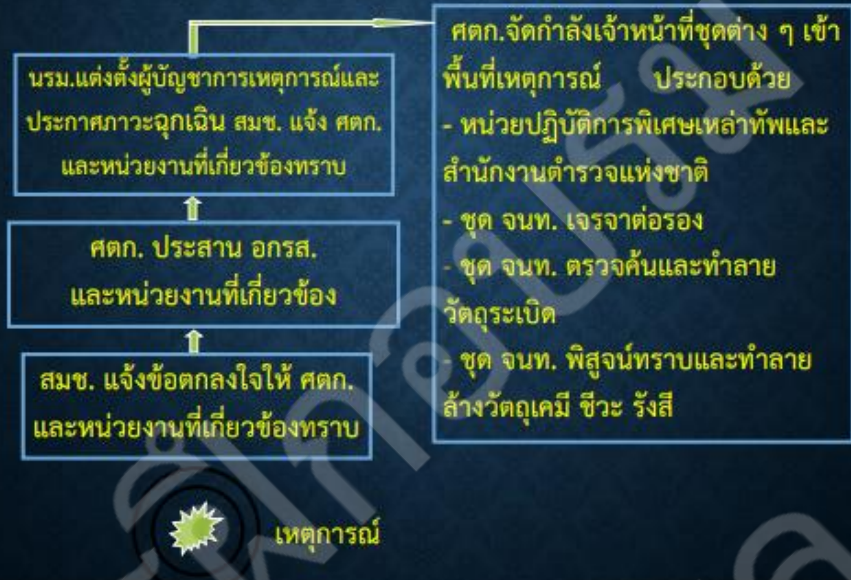 นรม.แต่งตั้งผู้บัญชาการเหตุการณ์และ
ประกาศภาวะฉุกเฉิน สมช. แจ้ง ศตก.
และหน่วยงานที่เกี่ยวข้องทราบ
ศตก. ประสาน อกรส.
และหน่วยงานที่เกี่ยวข้อง
สมช. แจ้งข้อตกลงใจให้ ศตก.
และหน่วยงานที่เกี่ยวข้องทราบ
เหตุการณ์
ศตก.จัดกำลังเจ้าหน้าที่ชุดต่าง ๆ เข้า
พื้นที่เหตุการณ์ ประกอบด้วย
- หน่วยปฏิบัติการพิเศษเหล่าทัพและ
สำนักงานตำรวจแห่งชาติ
- ชุด จนท. เจรจาต่อรอง
- ชุด จนท. ตรวจค้นและทำลาย
วัตถุระเบิด
- ชุด จนท. พิสูจน์ทราบและทำลาย
ล้างวัตถุเคมี ชีวะ รังสี